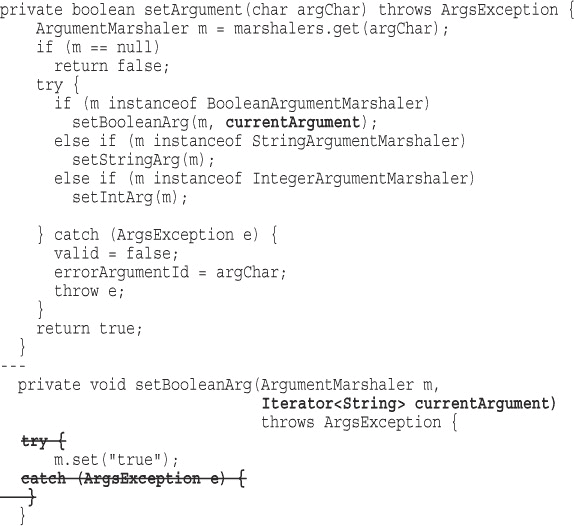 private boolean setArgument(char argChar) throws ArgsException {
    ArgumentMarshaler m = marshalers.get(argChar);
    if (m == null)
      return false;
    try {
      if (m instanceof BooleanArgumentMarshaler)
        setBooleanArg(m, currentArgument);
      else if (m instanceof StringArgumentMarshaler)
        setStringArg(m);
      else if (m instanceof IntegerArgumentMarshaler)
        setIntArg(m);

    } catch (ArgsException e) {
      valid = false;
      errorArgumentId = argChar;
      throw e;
    }
    return true;
  }
---
  private void setBooleanArg(ArgumentMarshaler m,
                             Iterator<String> currentArgument)
                             throws ArgsException {
  try {
      m.set("true");
  catch (ArgsException e) {
   }
  }